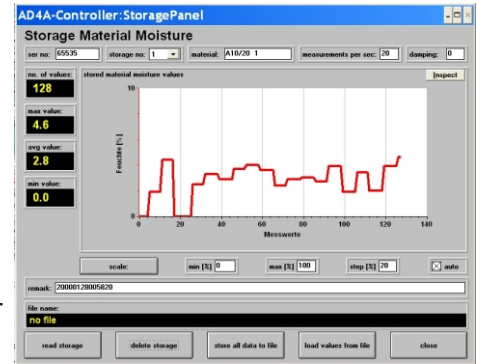 AD4A-Controller:StoragePanel
Storage Material Moisture
ser no: 65535 storage no: 1 material: A10/20 1 measurements per sec: 20 damping: 0
no. of values: stored material moisture values Inspect
128
max value:
4.6
avg value:
2.8
min value:
0.0
10
0
Feuchte [%]
0 20 40 60 80 100 120 140
Messwerte
scale: min [%] 0 max [%] 100 step [%] 20 auto
remark: 20000128005820
file name:
no file
read storage delete storage store all data to file load values from file close